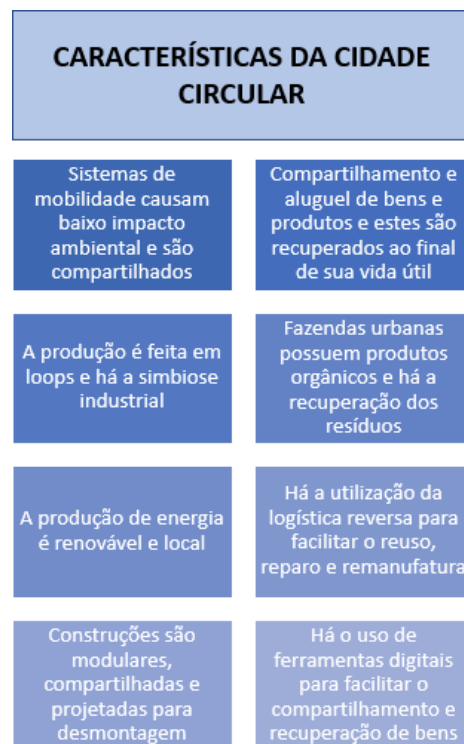 CARACTERÍSTICAS DA CIDADE
CIRCULAR
Sistemas de
mobilidade causam
baixo impacto
ambiental e são
compartilhados
Compartilhamento e
aluguel de bens e
produtos e estes são
recuperados ao final
de sua vida útil
A produção é feita em
loops e há a simbiose
industrial
Fazendas urbanas
possuem produtos
orgânicos e há a
recuperação dos
resíduos
A produção de energia
é renovável e local
Há a utilização da
logística reversa para
facilitar o reuso,
reparo e remanufatura
Construções são
modulares,
compartilhadas e
projetadas para
desmontagem
Há o uso de
ferramentas digitais
para facilitar o
compartilhamento e
recuperação de bens